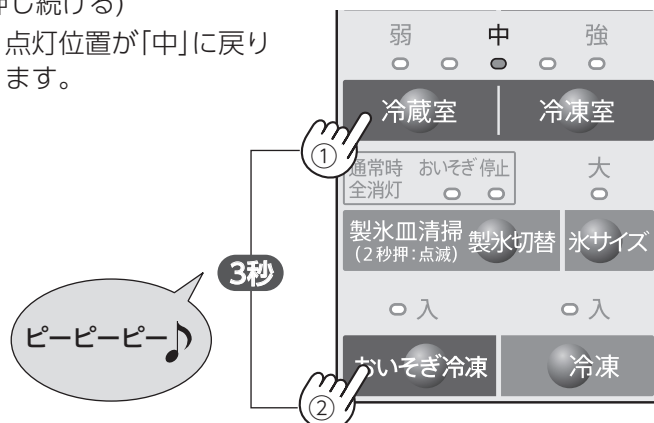 押し続ける)
点灯位置が「中」に戻り
ます。
弱 中 強
冷蔵室 冷凍室
①
通常時 おいそぎ 停止 大
全消灯
製氷皿清掃 製氷切替 氷サイズ
(2秒押:点滅)
3秒
入 入
ピーピーピー♪
おいそぎ冷凍 冷凍
②